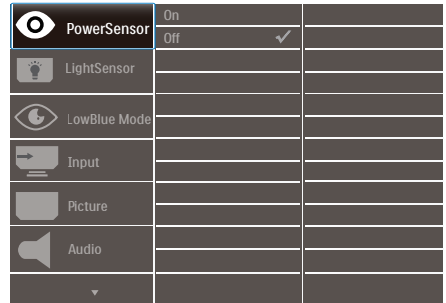 PowerSensor
On
Off
LightSensor
LowBlue Mode
Input
Picture
Audio